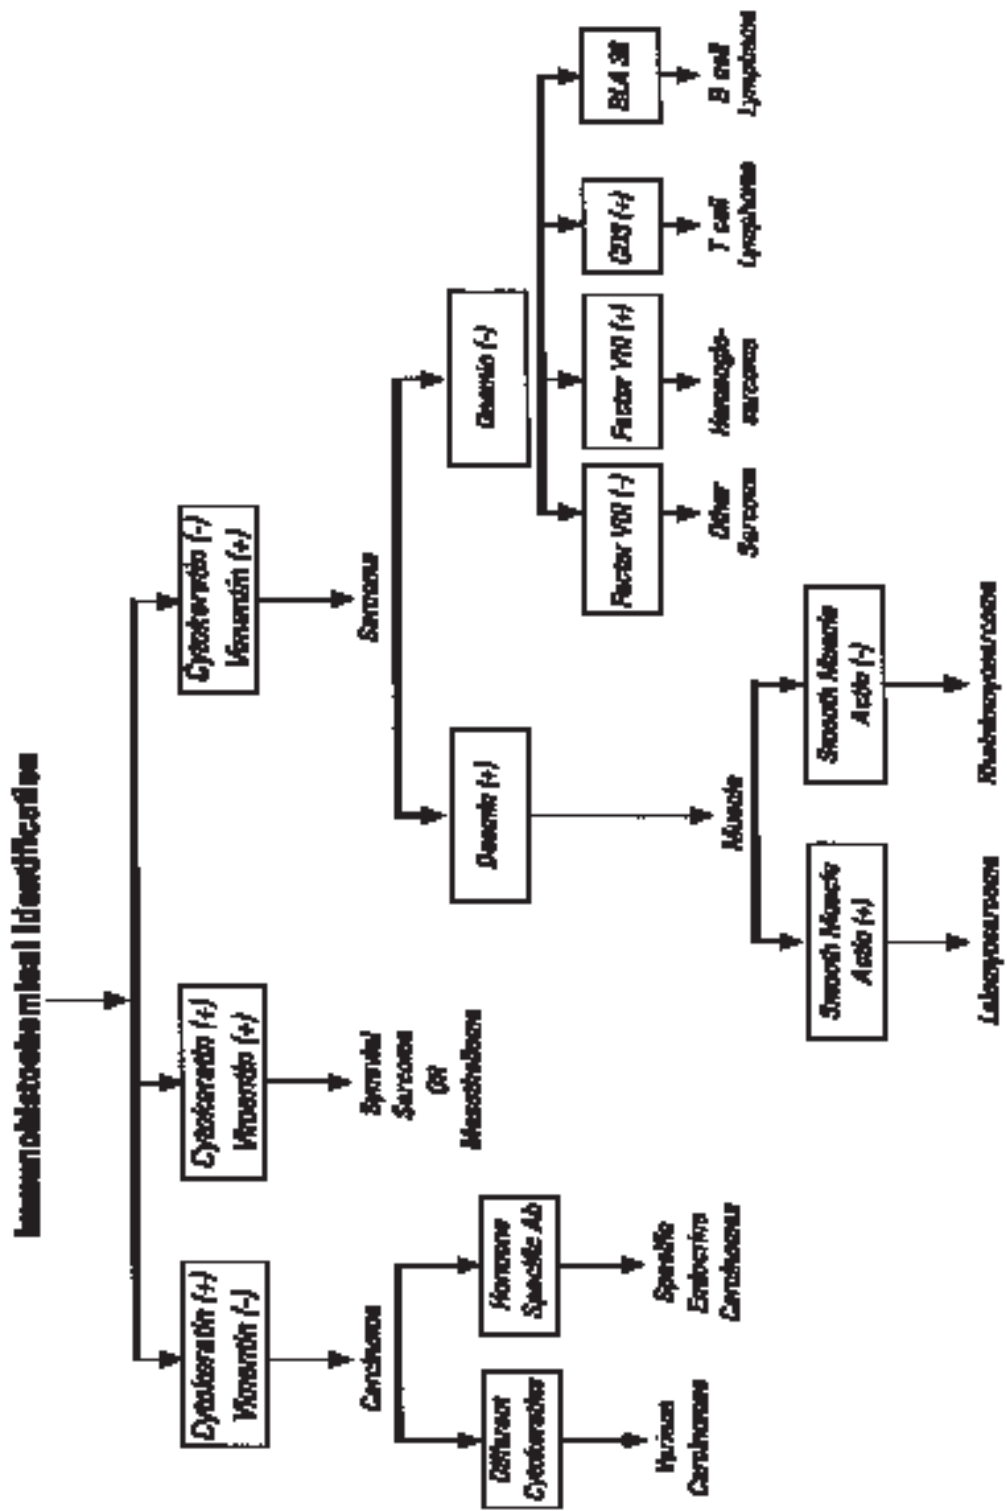 Immunohistochemical Identification
Cytokeratin (+)
Vimentin (-)
Cytokeratin (+)
Vimentin (+)
Cytokeratin (-)
Vimentin (+)
Carcinoma
Synovial
Sarcoma
OR
Mesothelioma
Sarcoma
Different
Cytokeratins
Hormone
Specific Ab
Desmin (+)
Desmin (-)
Carcinomas
Specific
Endocrine
Carcinomas
Factor VIII (-)
Factor VIII (+)
CD3 (+)
Other
Sarcoma
Hemangio-
sarcoma
T cell
Lymphoma
B cell
Lymphoma
Muscle
Smooth Muscle
Actin (+)
Smooth Muscle
Actin (-)
Leiomyosarcoma
Rhabdomyosarcoma